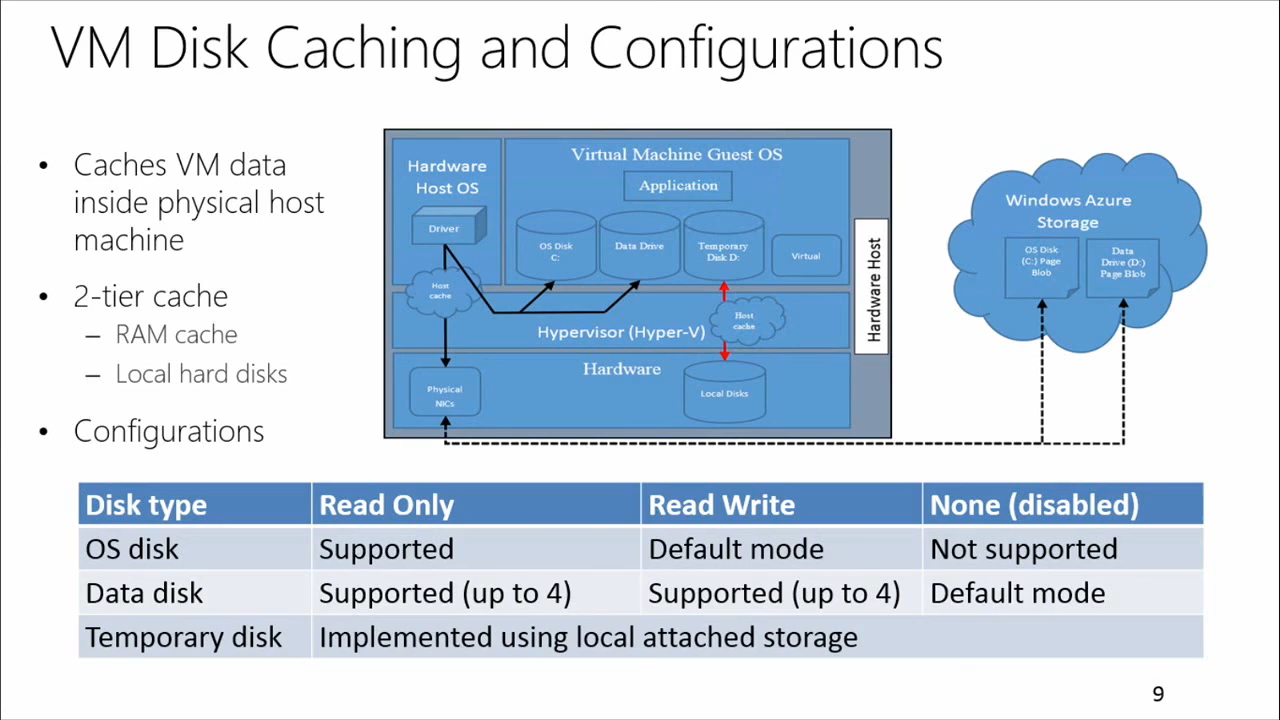 VM Disk Caching and Configurations
• Caches VM data
inside physical host
machine
• 2-tier cache
– RAM cache
– Local hard disks
• Configurations
Hardware
Host OS
Driver
Host
cache
Virtual Machine Guest OS
Application
OS Disk
C:
Data Drive
Temporary
Disk D:
Virtual
Hypervisor (Hyper-V)
Host
cache
Hardware
Physical
NICs
Local Disks
Hardware Host
Windows Azure
Storage
OS Disk
(C:) Page
Blob
Data
Drive (D:)
Page Blob
Disk type Read Only Read Write None (disabled)
OS disk Supported Default mode Not supported
Data disk Supported (up to 4) Supported (up to 4) Default mode
Temporary disk Implemented using local attached storage
9